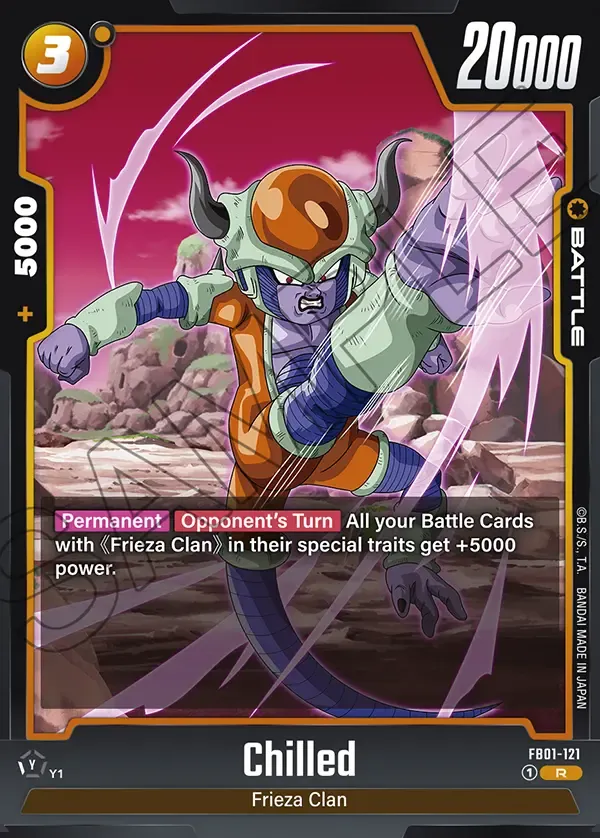 3
20000
+ 5000
BATTLE
SAMPLE
Permanent Opponent's Turn All your Battle Cards
with 《Frieza Clan》 in their special traits get +5000
power.
©B.S./S., T.A. BANDAI MADE IN JAPAN
Chilled
FB01-121
Y Y1
1 R
Frieza Clan